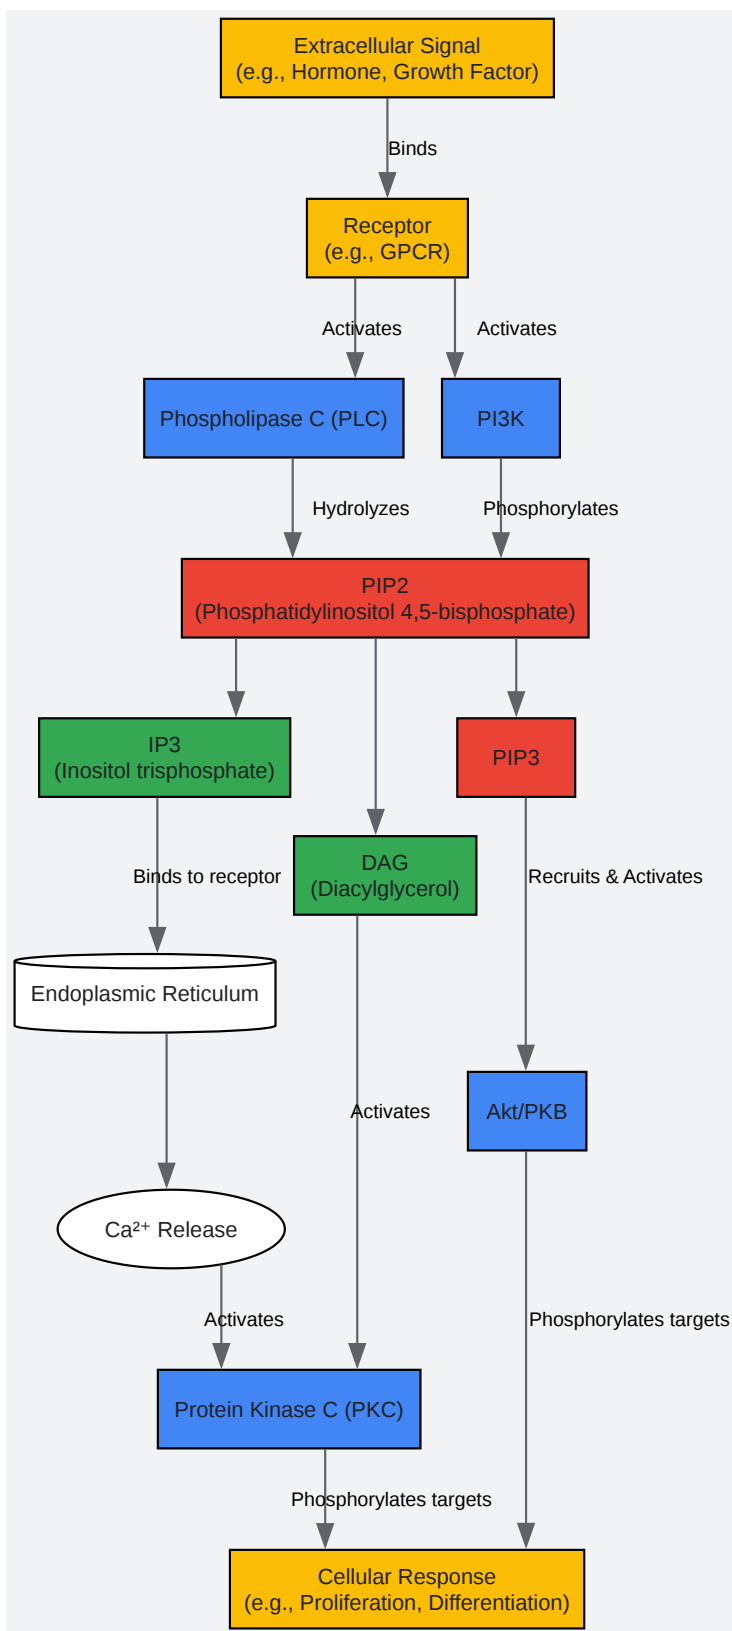 Extracellular Signal
(e.g., Hormone, Growth Factor)
Binds
Receptor
(e.g., GPCR)
Activates
Activates
Phospholipase C (PLC)
PI3K
Hydrolyzes
Phosphorylates
PIP2
(Phosphatidylinositol 4,5-bisphosphate)
IP3
(Inositol trisphosphate)
PIP3
DAG
(Diacylglycerol)
Binds to receptor
Recruits & Activates
Endoplasmic Reticulum
Activates
Akt/PKB
Ca²⁺ Release
Activates
Phosphorylates targets
Protein Kinase C (PKC)
Phosphorylates targets
Cellular Response
(e.g., Proliferation, Differentiation)